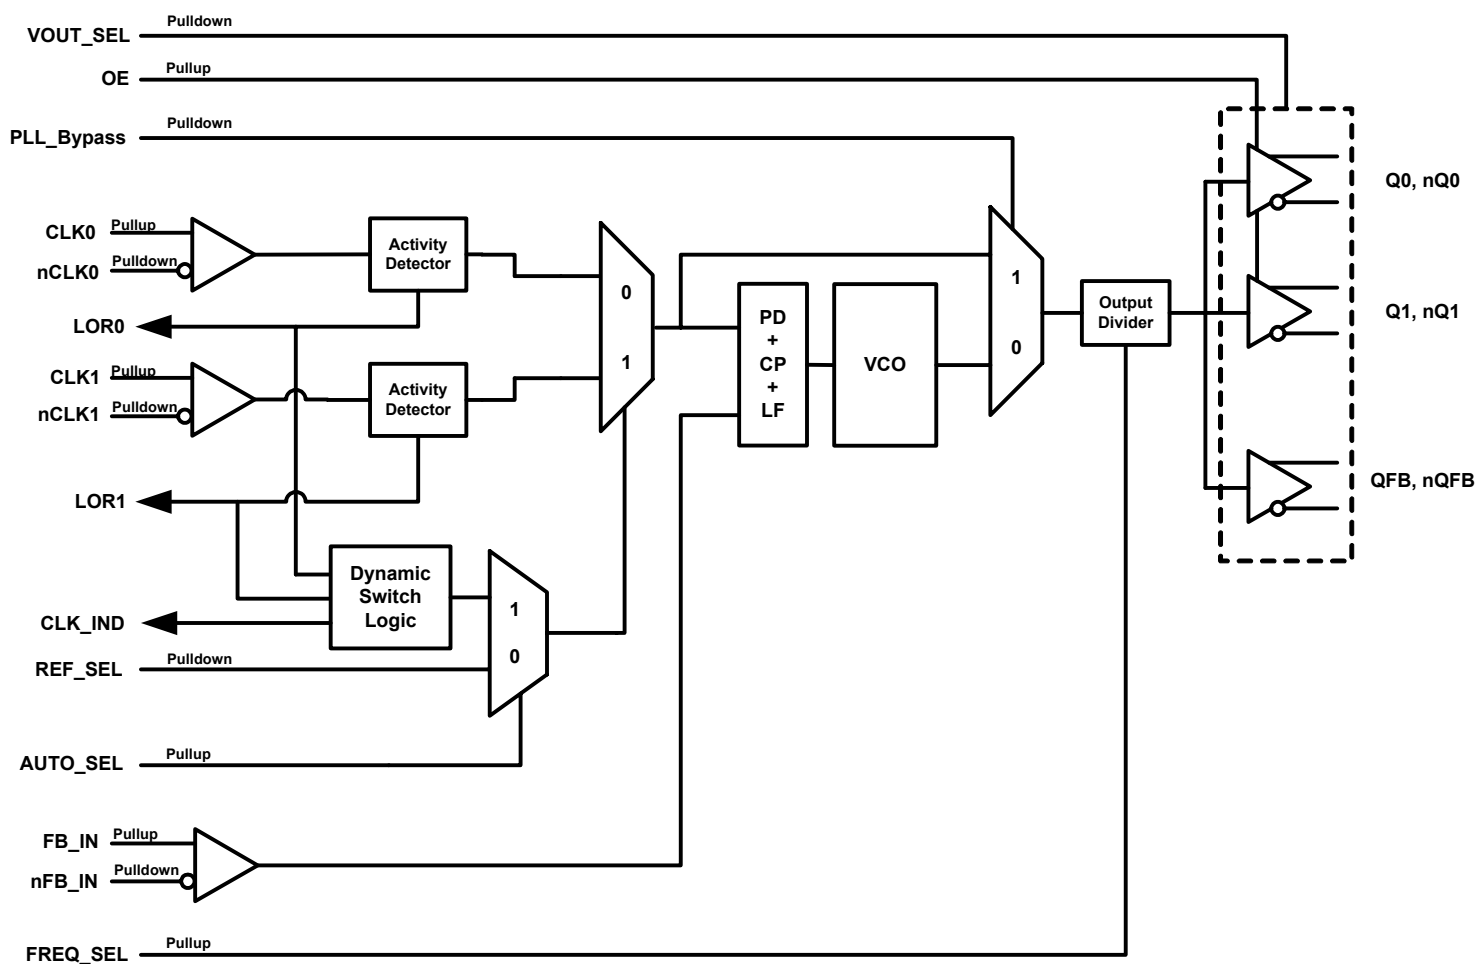 Pulldown
VOUT_SEL
Pullup
OE
Pulldown
PLL_Bypass
Q0, nQ0
CLK0
Pullup
nCLK0
Pulldown
Activity
Detector
0
1
LOR0
CLK1
Pullup
nCLK1
Pulldown
Activity
Detector
LOR1
PD
+
CP
+
LF
VCO
1
0
Output
Divider
Q1, nQ1
QFB, nQFB
Dynamic
Switch
Logic
1
0
CLK_IND
REF_SEL
Pulldown
AUTO_SEL
Pullup
FB_IN
Pullup
nFB_IN
Pulldown
FREQ_SEL
Pullup